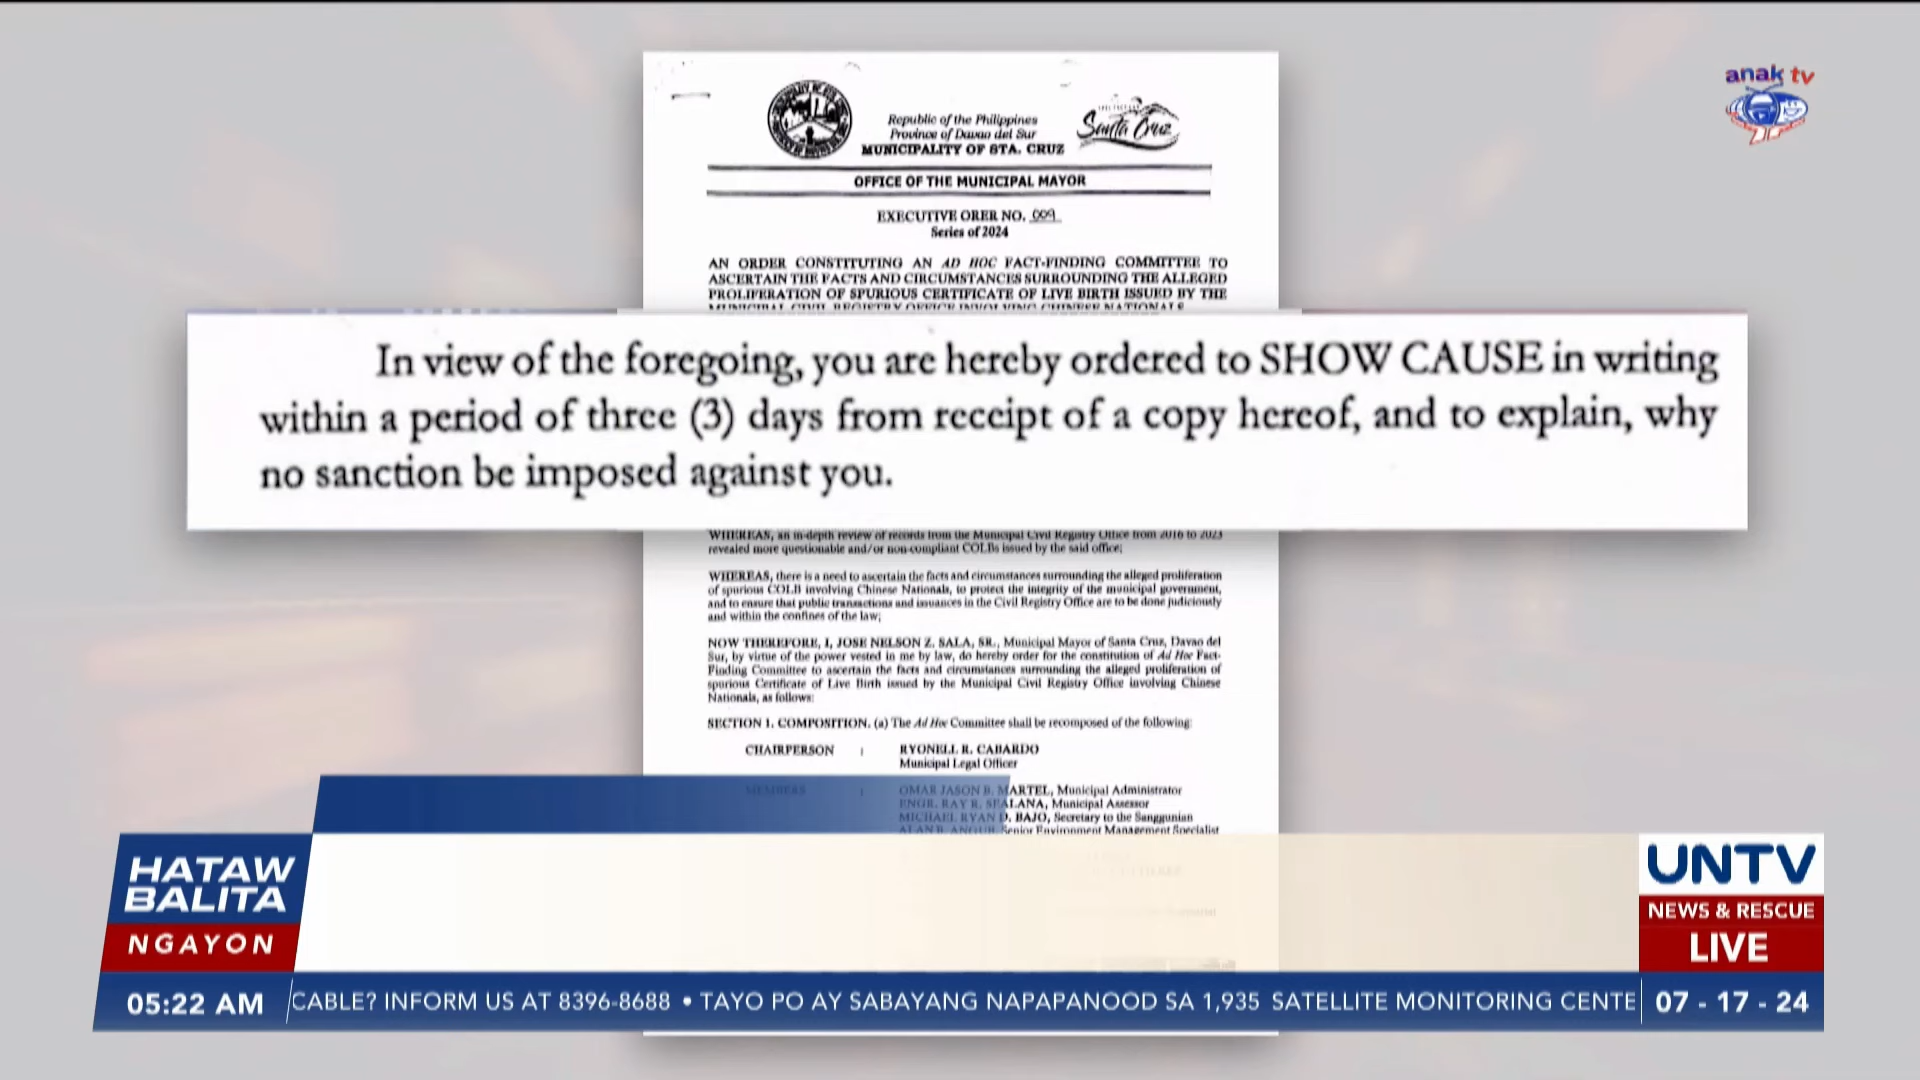 anak tv
Republic of the Philippines
Province of Davao del Sur
MUNICIPALITY OF STA. CRUZ
Santa Cruz
OFFICE OF THE MUNICIPAL MAYOR
EXECUTIVE ORER NO. 009
Series of 2024
AN ORDER CONSTITUTING AN AD HOC FACT-FINDING COMMITTEE TO
ASCERTAIN THE FACTS AND CIRCUMSTANCES SURROUNDING THE ALLEGED
PROLIFERATION OF SPURIOUS CERTIFICATE OF LIVE BIRTH ISSUED BY THE
MUNICIPAL CIVIL REGISTRY OFFICE INVOLVING CHINESE NATIONALS
In view of the foregoing, you are hereby ordered to SHOW CAUSE in writing
within a period of three (3) days from receipt of a copy hereof, and to explain, why
no sanction be imposed against you.
WHEREAS, an in-depth review of records from the Municipal Civil Registry Office from 2016 to 2023
revealed more questionable and/or non-compliant COLBs issued by the said office;
WHEREAS, there is a need to ascertain the facts and circumstances surrounding the alleged proliferation
of spurious COLB involving Chinese Nationals, to protect the integrity of the municipal government,
and to ensure that public transactions and issuances in the Civil Registry Office are to be done judiciously
and within the confines of the law;
NOW THEREFORE, I, JOSE NELSON Z. SALA, SR., Municipal Mayor of Santa Cruz, Davao del
Sur, by virtue of the power vested in me by law, do hereby order for the constitution of Ad Hoc Fact-
Finding Committee to ascertain the facts and circumstances surrounding the alleged proliferation of
spurious Certificate of Live Birth issued by the Municipal Civil Registry Office involving Chinese
Nationals, as follows:
SECTION 1. COMPOSITION. (a) The Ad Hoc Committee shall be recomposed of the following:
CHAIRPERSON : RYONELL R. CABARDO
Municipal Legal Officer
MEMBERS : OMAR JASON B. MARTEL, Municipal Administrator
ENGR. RAY R. SEALANA, Municipal Assessor
MICHAEL RYAN D. BAJO, Secretary to the Sanggunian
Senior Environment Management Specialist
HATAW
BALITA
NGAYON
UNTV
NEWS & RESCUE
LIVE
05:22 AM
CABLE? INFORM US AT 8396-8688 • TAYO PO AY SABAYANG NAPAPANOOD SA 1,935 SATELLITE MONITORING CENTE
07 - 17 - 24